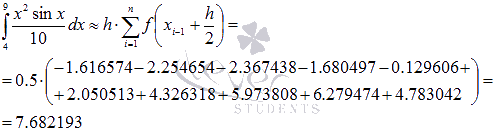 ∫₄⁹ (x² sin x)/10 dx ≈ h · ∑ᵢ₌₁ⁿ f(xᵢ₋₁ + h/2) =
= 0.5 · (−1.616574 − 2.254654 − 2.367438 − 1.680497 − 0.129606 +
+ 2.050513 + 4.326318 + 5.973808 + 6.279474 + 4.783042) =
= 7.682193
STUDENTS